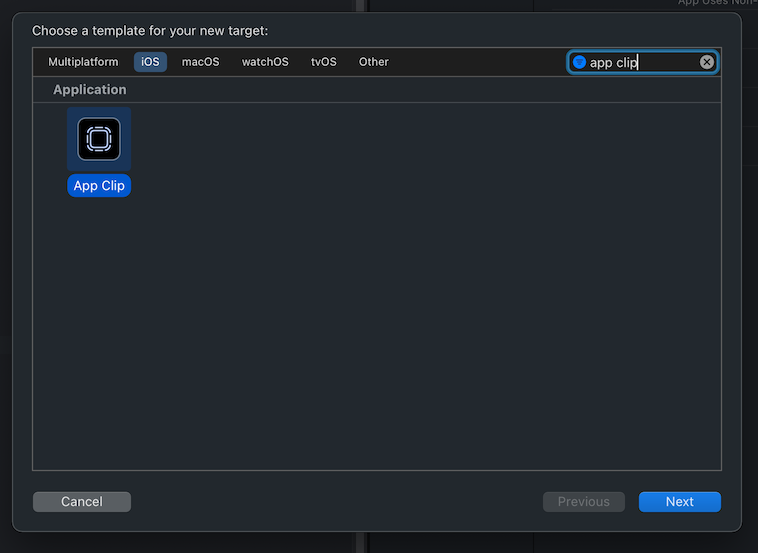 App Uses Non-
Choose a template for your new target:
Multiplatform iOS macOS watchOS tvOS Other app clip
Application
App Clip
Cancel Previous Next